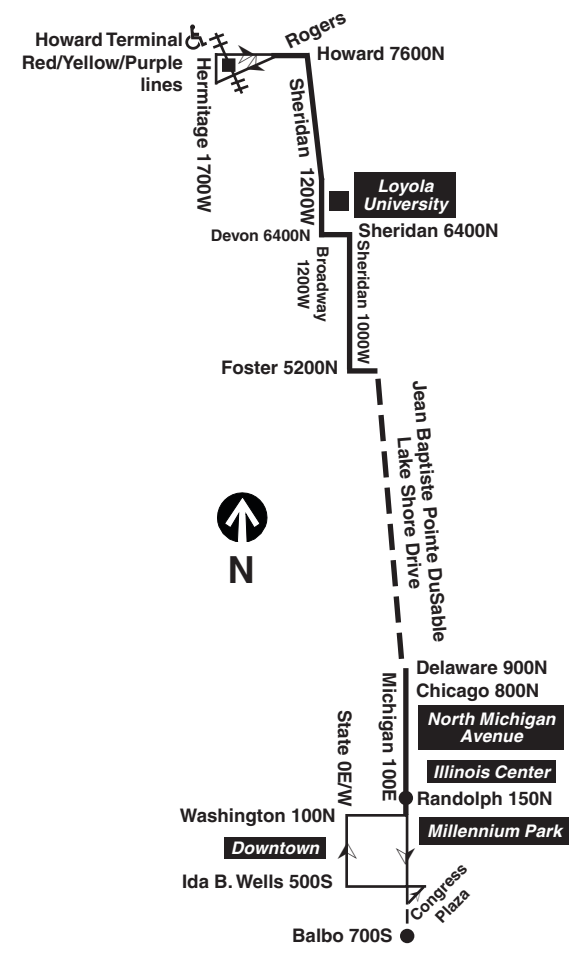 Rogers
Howard Terminal
Red/Yellow/Purple
lines
Howard 7600N
Hermitage 1700W
Sheridan 1200W
Loyola
University
Devon 6400N
Sheridan 6400N
Broadway
1200W
Sheridan 1000W
Foster 5200N
Jean Baptiste Pointe DuSable
Lake Shore Drive
N
Delaware 900N
Chicago 800N
Michigan 100E
North Michigan
Avenue
State 0E/W
Illinois Center
Randolph 150N
Washington 100N
Millennium Park
Downtown
Ida B. Wells 500S
Congress
Plaza
Balbo 700S